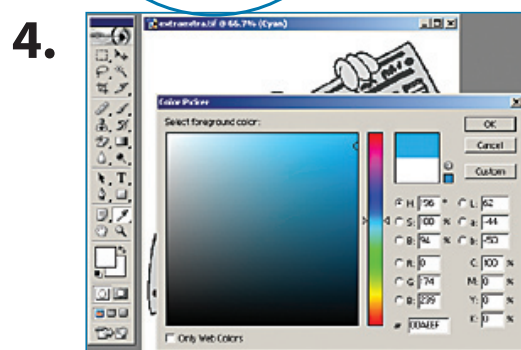 4.
extraextra.tif @ 66.7% (Cyan)
Color Picker
Select foreground color:
OK
Cancel
Custom
H: 196 °
S: 100 %
B: 94 %
R: 0
G: 174
B: 239
# 00AEEF
L: 62
a: -44
b: -50
C: 100 %
M: 0 %
Y: 0 %
K: 0 %
Only Web Colors